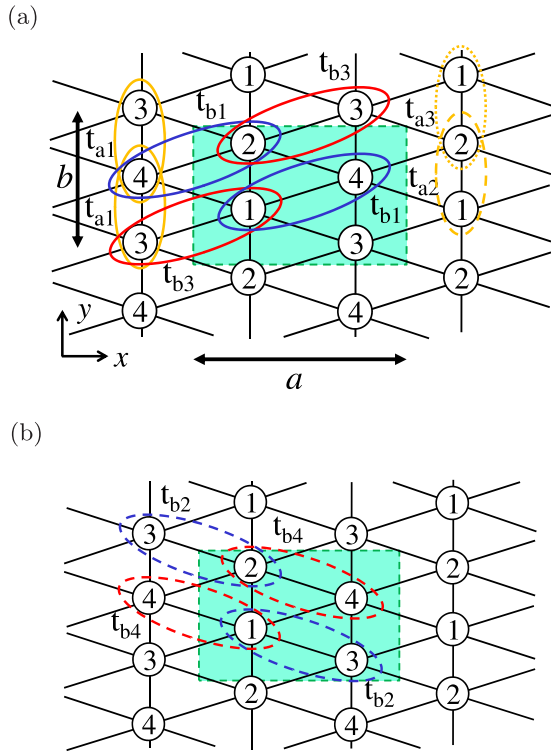 (a)
1 1
3 t_b1 t_b3 3 t_a3
t_a1 2 2
b 4 4 t_a2
t_a1 1 t_b1 1
3 3
t_b3 2 2
y 4 4
x a
(b)
t_b2 1 1
3 t_b4 3
2 2
4 4
t_b4 1 1
3 3
2 t_b2 2
4 4